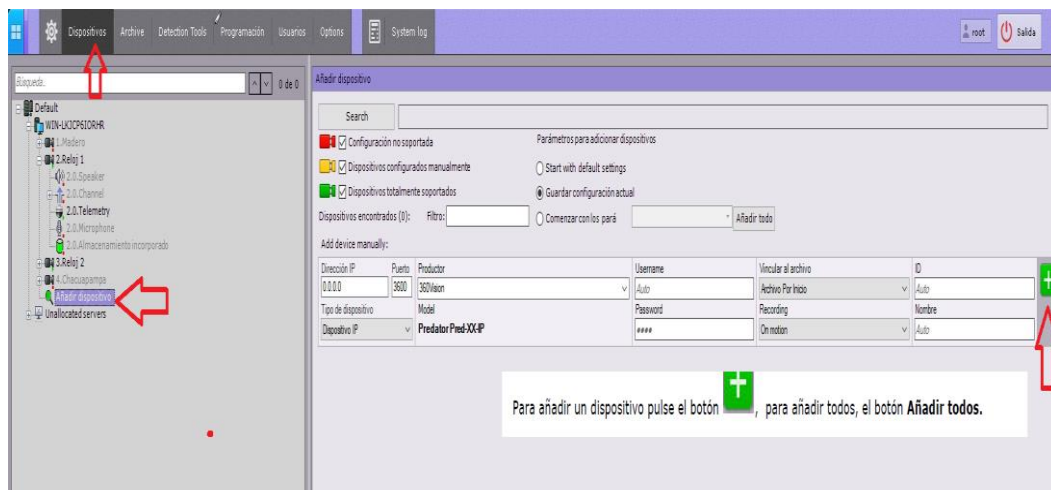 Dispositivos Archive Detection Tools Programación Usuarios Options System log root Salida
Búsqueda... 0 de 0
Default
WIN-LKJCP6IORHR
1.Madero
2.Reloj 1
2.0.Speaker
2.0.Channel
2.0.Telemetry
2.0.Microphone
2.0.Almacenamiento incorporado
3.Reloj 2
4.Chacuapampa
Añadir dispositivo
Unallocated servers
Añadir dispositivo
Search
Configuración no soportada
Dispositivos configurados manualmente
Dispositivos totalmente soportados
Parámetros para adicionar dispositivos
Start with default settings
Guardar configuración actual
Dispositivos encontrados (0): Filtro: Comenzar con los pará Añadir todo
Add device manually:
Dirección IP Puerto Productor Username Vincular al archivo ID
0.0.0.0 3600 360Vision Auto Archivo Por Inicio Auto
Tipo de dispositivo Model Password Recording Nombre
Dispositivo IP Predator Pred-XX-IP **** On motion Auto
Para añadir un dispositivo pulse el botón , para añadir todos, el botón Añadir todos.